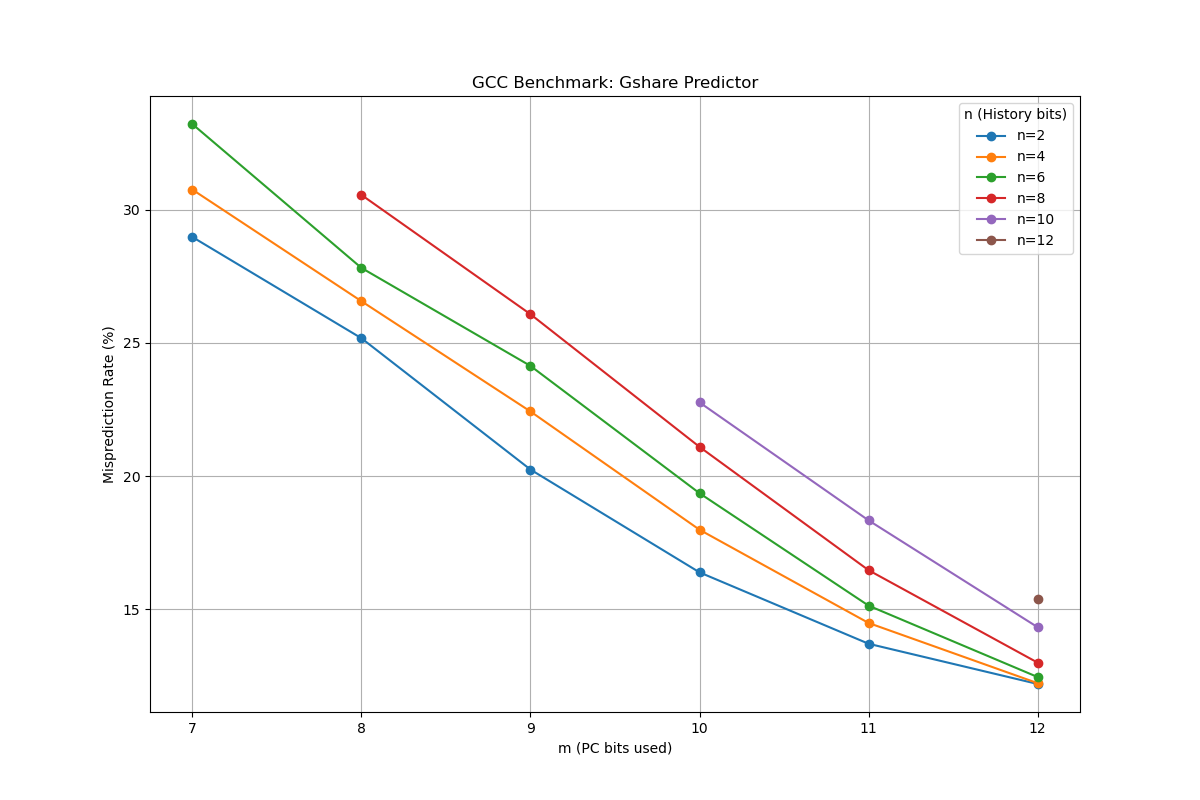 GCC Benchmark: Gshare Predictor
n (History bits)
n=2
n=4
n=6
n=8
n=10
n=12
Misprediction Rate (%)
30
25
20
15
7 8 9 10 11 12
m (PC bits used)